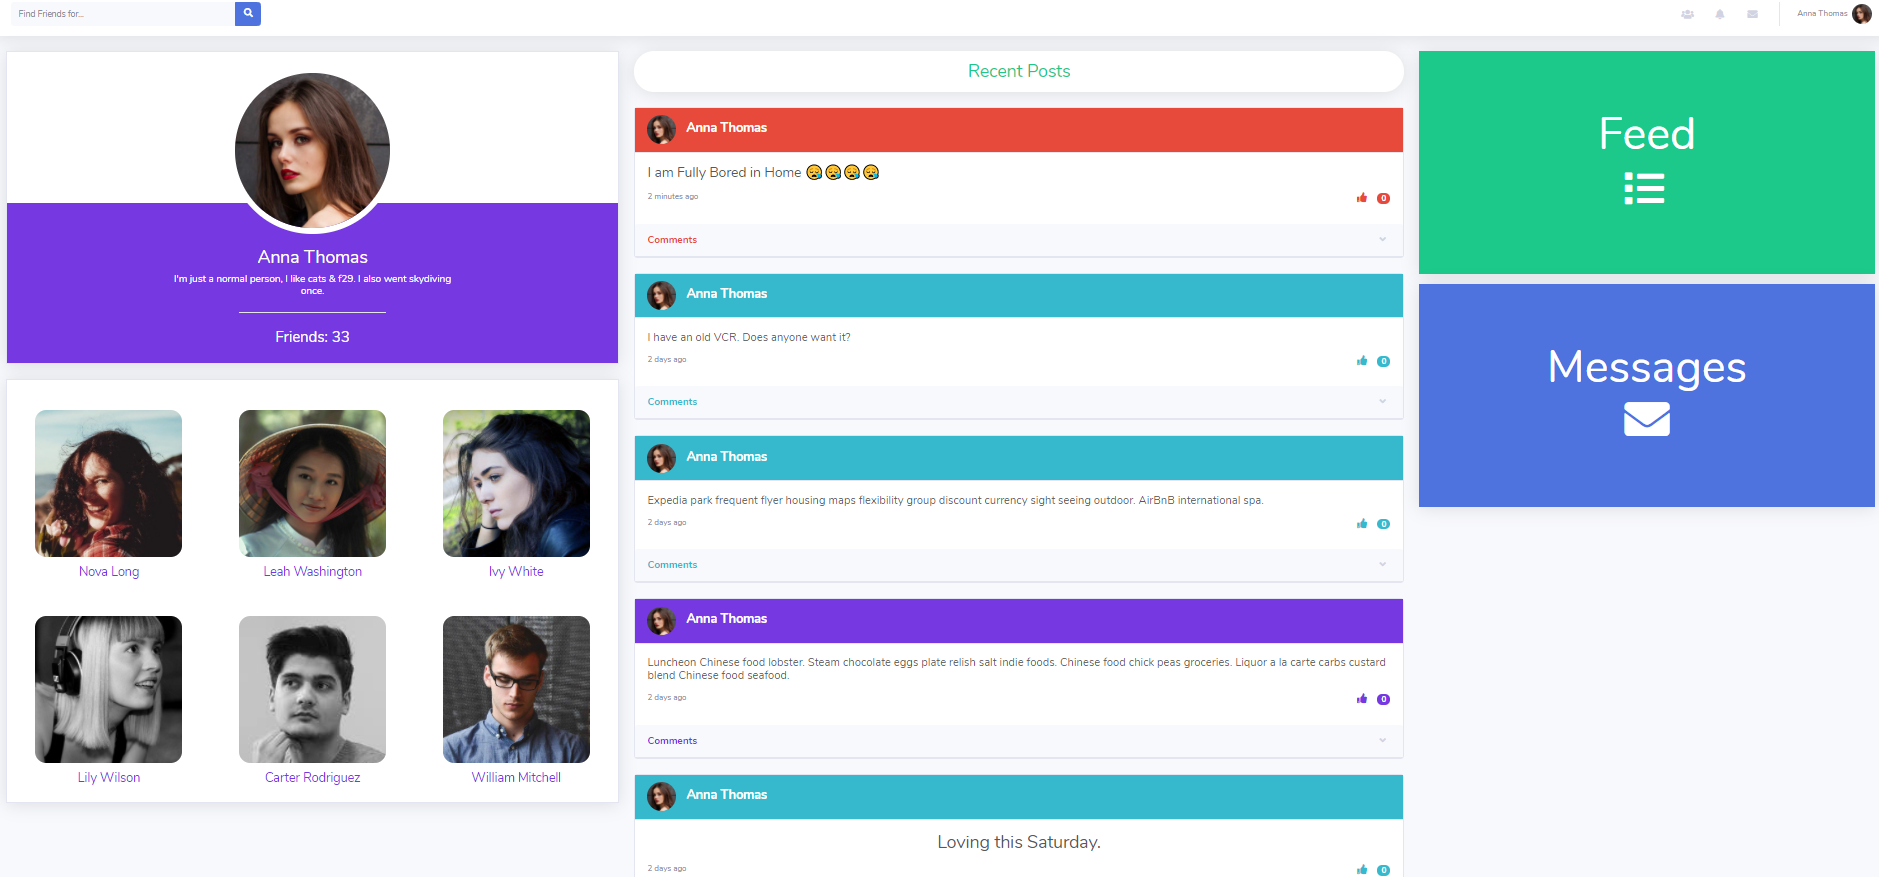 Find Friends for...
Anna Thomas
Anna Thomas
I'm just a normal person, I like cats & f29. I also went skydiving
once.
Friends: 33
Nova Long
Leah Washington
Ivy White
Lily Wilson
Carter Rodriguez
William Mitchell
Recent Posts
Anna Thomas
I am Fully Bored in Home 😪😪😪😪
2 minutes ago
0
Comments
Anna Thomas
I have an old VCR. Does anyone want it?
2 days ago
0
Comments
Anna Thomas
Expedia park frequent flyer housing maps flexibility group discount currency sight seeing outdoor. AirBnB international spa.
2 days ago
0
Comments
Anna Thomas
Luncheon Chinese food lobster. Steam chocolate eggs plate relish salt indie foods. Chinese food chick peas groceries. Liquor a la carte carbs custard
blend Chinese food seafood.
2 days ago
0
Comments
Anna Thomas
Loving this Saturday.
2 days ago
0
Feed
Messages